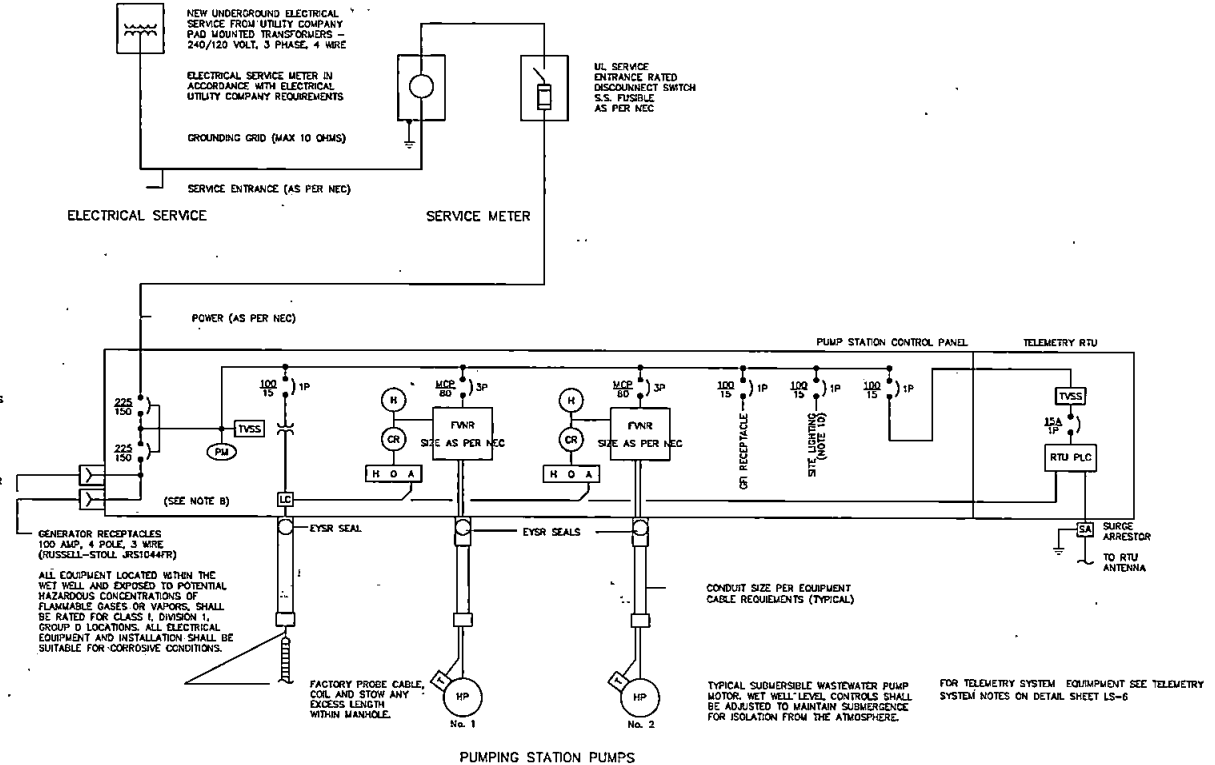 NEW UNDERGROUND ELECTRICAL
SERVICE FROM UTILITY COMPANY
PAD MOUNTED TRANSFORMERS –
240/120 VOLT, 3 PHASE, 4 WIRE
ELECTRICAL SERVICE METER IN
ACCORDANCE WITH ELECTRICAL
UTILITY COMPANY REQUIREMENTS
GROUNDING GRID (MAX 10 OHMS)
SERVICE ENTRANCE (AS PER NEC)
UL SERVICE
ENTRANCE RATED
DISCOUNNECT SWITCH
S.S. FUSIBLE
AS PER NEC
ELECTRICAL SERVICE
SERVICE METER
POWER (AS PER NEC)
PUMP STATION CONTROL PANEL
TELEMETRY RTU
225
150
225
150
TVSS
PM
100
15
1P
LC
(SEE NOTE 8)
H
CR
H O A
MCP
80
3P
FVNR
SIZE AS PER NEC
H
CR
H O A
MCP
80
3P
FVNR
SIZE AS PER NEC
100
15
1P
GFI RECEPTACLE
100
15
1P
SITE LIGHTING
(NOTE 10)
100
15
1P
TVSS
15A
1P
RTU PLC
S
R
GENERATOR RECEPTACLES
100 AMP, 4 POLE, 3 WIRE
(RUSSELL–STOLL JRS1044FR)
EYSR SEAL
EYSR SEALS
SA
SURGE
ARRESTOR
TO RTU
ANTENNA
ALL EQUIPMENT LOCATED WITHIN THE
WET WELL AND EXPOSED TO POTENTIAL
HAZARDOUS CONCENTRATIONS OF
FLAMMABLE GASES OR VAPORS, SHALL
BE RATED FOR CLASS I, DIVISION 1,
GROUP D LOCATIONS. ALL ELECTRICAL
EQUIPMENT AND INSTALLATION SHALL BE
SUITABLE FOR CORROSIVE CONDITIONS.
CONDUIT SIZE PER EQUIPMENT
CABLE REQUIEMENTS (TYPICAL)
FACTORY PROBE CABLE,
COIL AND STOW ANY
EXCESS LENGTH
WITHIN MANHOLE.
T
HP
No. 1
T
HP
No. 2
TYPICAL SUBMERSIBLE WASTEWATER PUMP
MOTOR. WET WELL LEVEL CONTROLS SHALL
BE ADJUSTED TO MAINTAIN SUBMERGENCE
FOR ISOLATION FROM THE ATMOSPHERE.
FOR TELEMETRY SYSTEM EQUIMPMENT SEE TELEMETRY
SYSTEM NOTES ON DETAIL SHEET LS–6
PUMPING STATION PUMPS